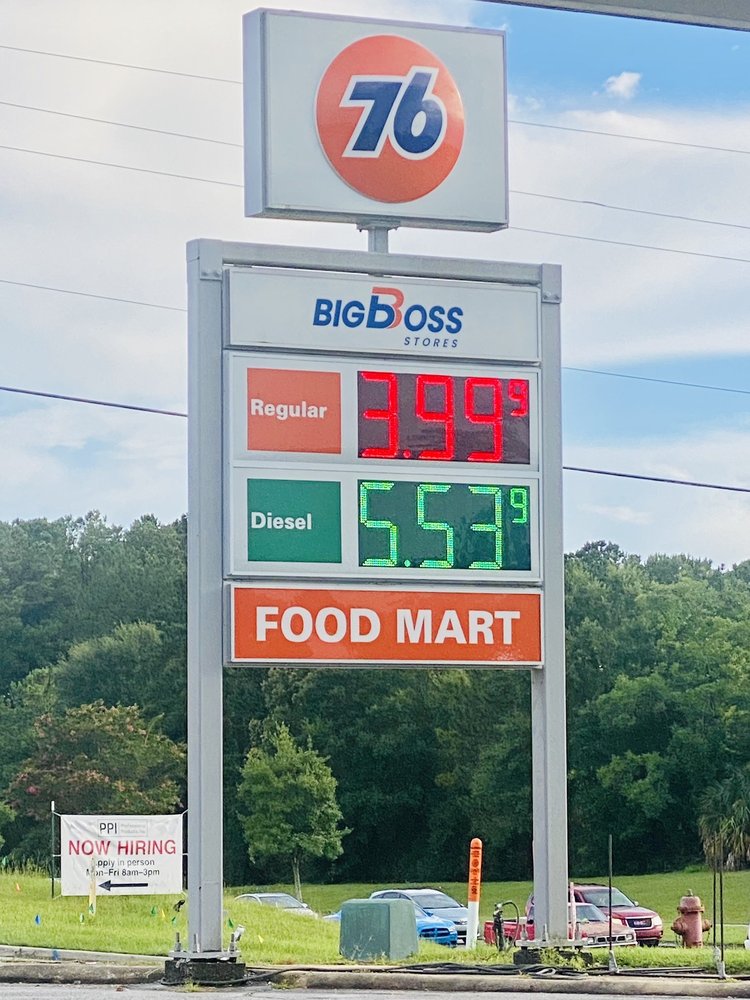 76
BIGBOSS
STORES
Regular
3.99 9
Diesel
5.53 9
FOOD MART
PPI
NOW HIRING
Apply in person
Mon-Fri 8am-3pm